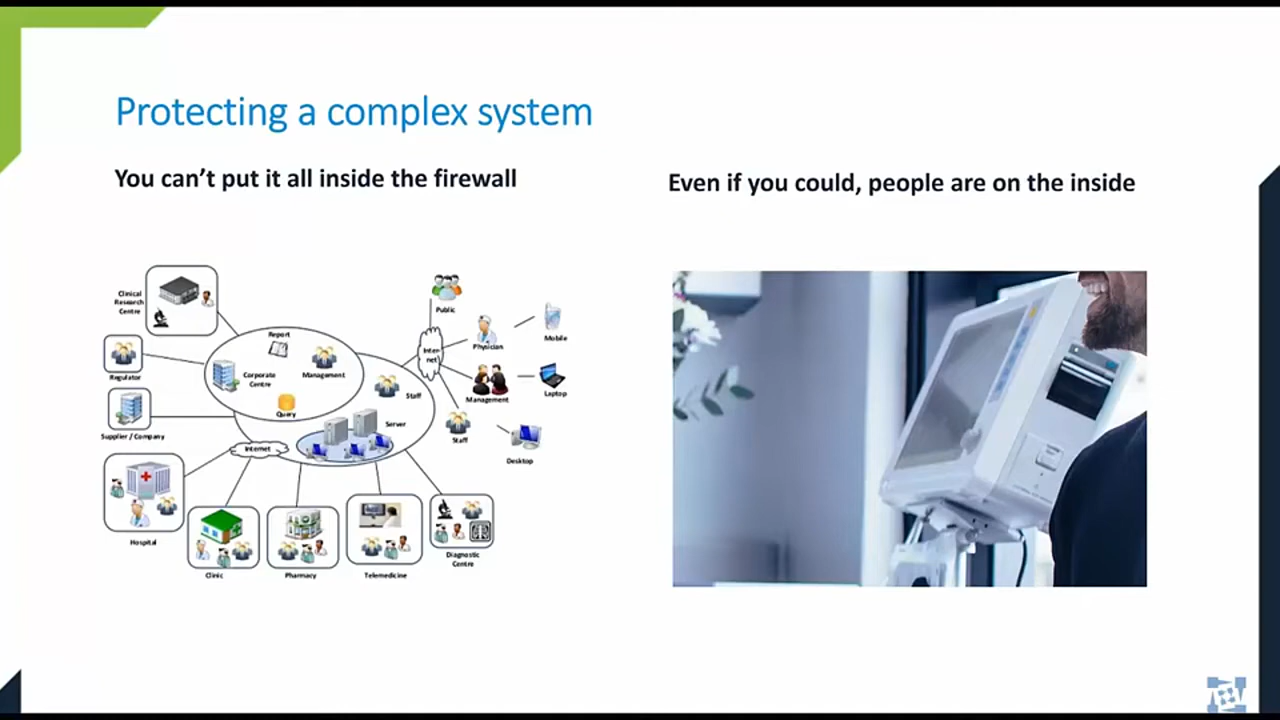 Protecting a complex system
You can't put it all inside the firewall
Even if you could, people are on the inside
Clinical
Research
Centre
Regulator
Supplier / Company
Hospital
Clinic
Pharmacy
Telemedicine
Diagnostic
Centre
Report
Corporate
Centre
Management
Query
Staff
Server
Internet
Inter
net
Public
Physician
Mobile
Management
Laptop
Staff
Desktop